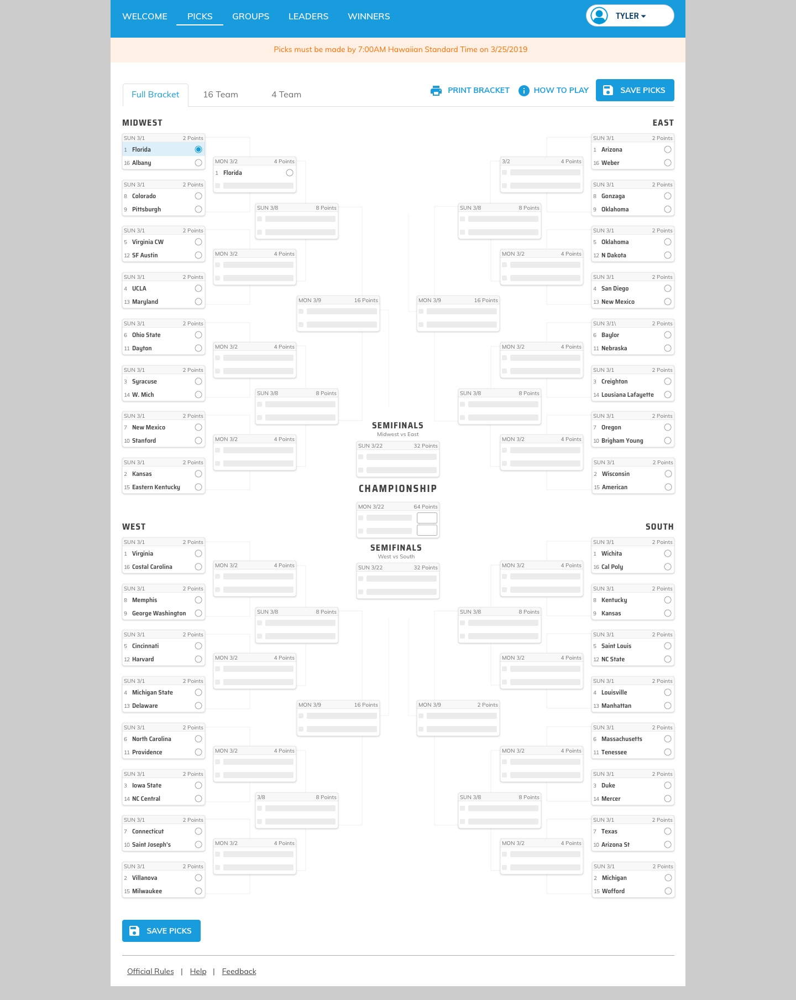 WELCOME PICKS GROUPS LEADERS WINNERS TYLER
Picks must be made by 7:00AM Hawaiian Standard Time on 3/25/2019
Full Bracket 16 Team 4 Team PRINT BRACKET HOW TO PLAY SAVE PICKS
MIDWEST
SUN 3/1 2 Points
1 Florida
16 Albany
SUN 3/1 2 Points
8 Colorado
9 Pittsburgh
SUN 3/1 2 Points
5 Virginia CW
12 SF Austin
SUN 3/1 2 Points
4 UCLA
13 Maryland
SUN 3/1 2 Points
6 Ohio State
11 Dayton
SUN 3/1 2 Points
3 Syracuse
14 W. Mich
SUN 3/1 2 Points
7 New Mexico
10 Stanford
SUN 3/1 2 Points
2 Kansas
15 Eastern Kentucky
MON 3/2 4 Points
1 Florida
MON 3/2 4 Points
MON 3/2 4 Points
MON 3/2 4 Points
SUN 3/8 8 Points
SUN 3/8 8 Points
MON 3/9 16 Points
EAST
SUN 3/1 2 Points
1 Arizona
16 Weber
SUN 3/1 2 Points
8 Gonzaga
9 Oklahoma
SUN 3/1 2 Points
5 Oklahoma
12 N Dakota
SUN 3/1 2 Points
4 San Diego
13 New Mexico
SUN 3/1\ 2 Points
6 Baylor
11 Nebraska
SUN 3/1 2 Points
3 Creighton
14 Lousiana Lafayette
SUN 3/1 2 Points
7 Oregon
10 Brigham Young
SUN 3/1 2 Points
2 Wisconsin
15 American
3/2 4 Points
MON 3/2 4 Points
MON 3/2 4 Points
MON 3/2 4 Points
SUN 3/8 8 Points
SUN 3/8 8 Points
MON 3/9 16 Points
SEMIFINALS
Midwest vs East
SUN 3/22 32 Points
CHAMPIONSHIP
MON 3/22 64 Points
SEMIFINALS
West vs South
SUN 3/22 32 Points
WEST
SUN 3/1 2 Points
1 Virginia
16 Costal Carolina
SUN 3/1 2 Points
8 Memphis
9 George Washington
SUN 3/1 2 Points
5 Cincinnati
12 Harvard
SUN 3/1 2 Points
4 Michigan State
13 Delaware
SUN 3/1 2 Points
6 North Carolina
11 Providence
SUN 3/1 2 Points
3 Iowa State
14 NC Central
SUN 3/1 2 Points
7 Connecticut
10 Saint Joseph's
SUN 3/1 2 Points
2 Villanova
15 Milwaukee
MON 3/2 4 Points
MON 3/2 4 Points
MON 3/2 4 Points
MON 3/2 4 Points
SUN 3/8 8 Points
3/8 8 Points
MON 3/9 16 Points
SOUTH
SUN 3/1 2 Points
1 Wichita
16 Cal Poly
SUN 3/1 2 Points
8 Kentucky
9 Kansas
SUN 3/1 2 Points
5 Saint Louis
12 NC State
SUN 3/1 2 Points
4 Louisville
13 Manhattan
SUN 3/1 2 Points
6 Massachusetts
11 Tenessee
SUN 3/1 2 Points
3 Duke
14 Mercer
SUN 3/1 2 Points
7 Texas
10 Arizona St
SUN 3/1 2 Points
2 Michigan
15 Wofford
MON 3/2 4 Points
MON 3/2 4 Points
MON 3/2 4 Points
MON 3/2 4 Points
SUN 3/8 8 Points
SUN 3/8 8 Points
MON 3/9 2 Points
SAVE PICKS
Official Rules | Help | Feedback